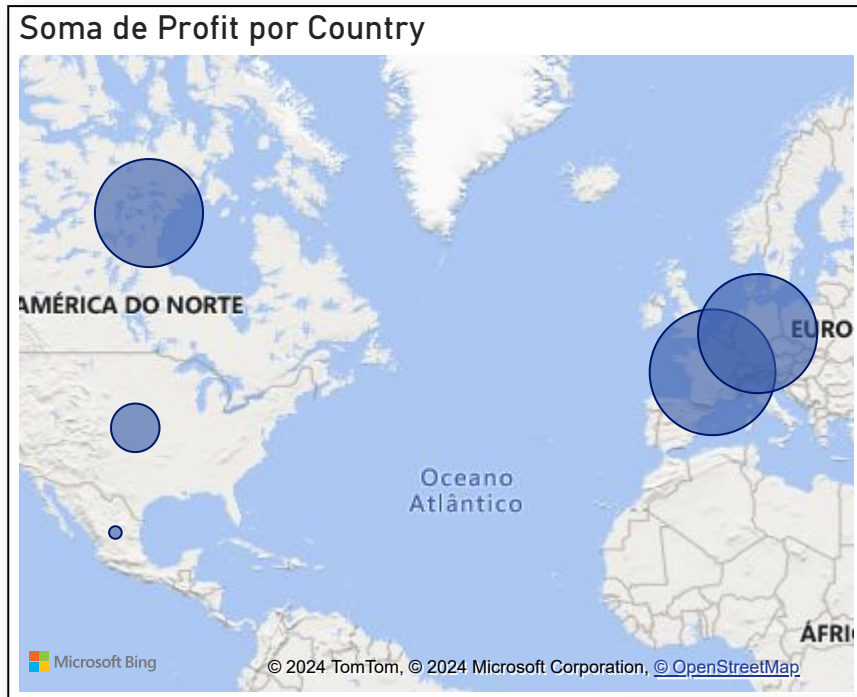 Soma de Profit por Country
AMÉRICA DO NORTE
EURO
Oceano
Atlântico
ÁFRI
Microsoft Bing
© 2024 TomTom, © 2024 Microsoft Corporation, © OpenStreetMap